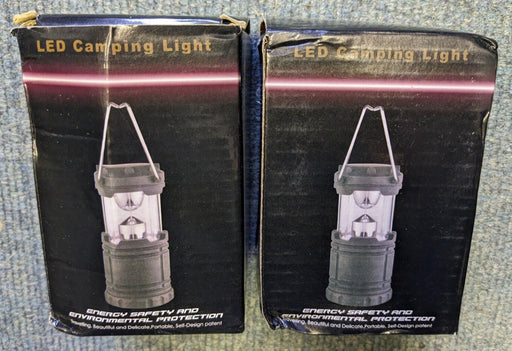 LED Camping Light
ENERGY SAFETY AND
ENVIRONMENTAL PROTECTION
Traveling, Beautiful and Delicate,Portable, Self-Design patent
LED Camping Light
ENERGY SAFETY AND
ENVIRONMENTAL PROTECTION
Beautiful and Delicate,Portable, Self-Design patent